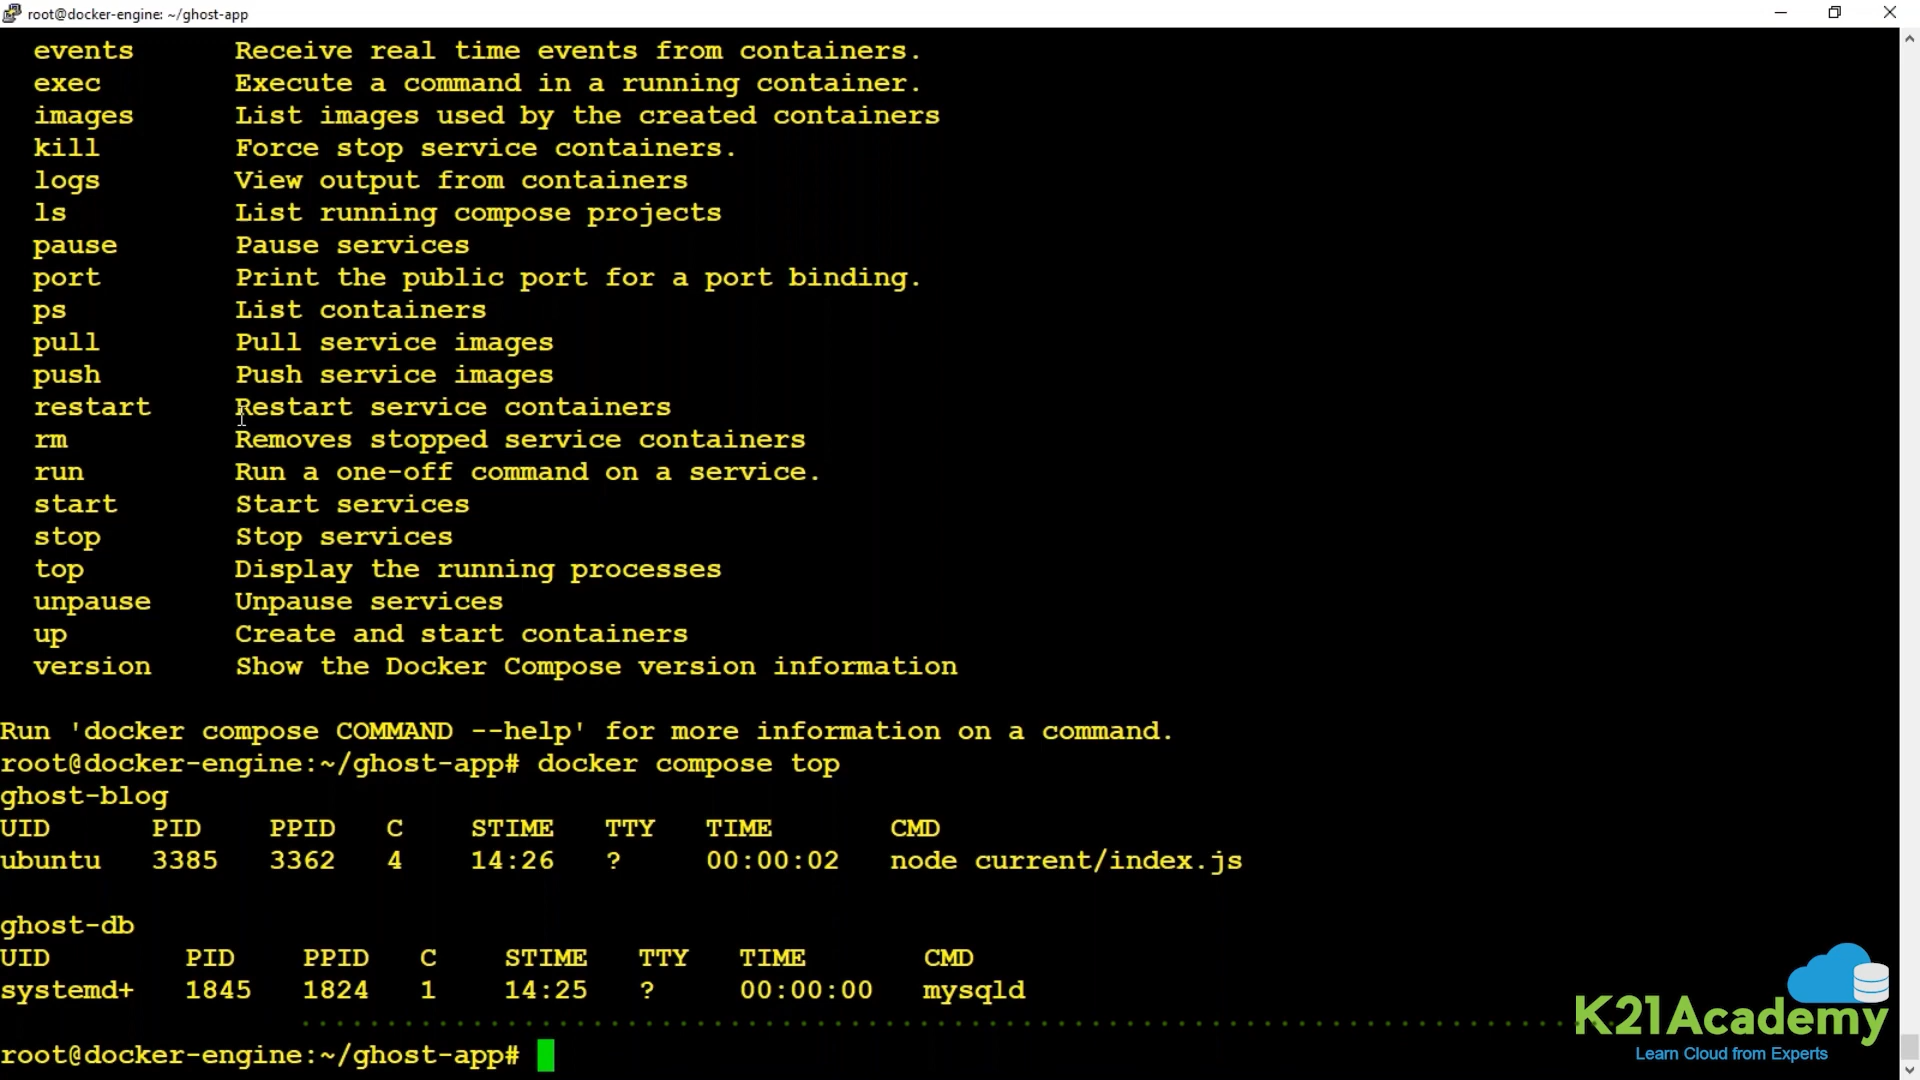 root@docker-engine: ~/ghost-app
events Receive real time events from containers.
exec Execute a command in a running container.
images List images used by the created containers
kill Force stop service containers.
logs View output from containers
ls List running compose projects
pause Pause services
port Print the public port for a port binding.
ps List containers
pull Pull service images
push Push service images
restart Restart service containers
rm Removes stopped service containers
run Run a one-off command on a service.
start Start services
stop Stop services
top Display the running processes
unpause Unpause services
up Create and start containers
version Show the Docker Compose version information
Run 'docker compose COMMAND --help' for more information on a command.
root@docker-engine:~/ghost-app# docker compose top
ghost-blog
UID PID PPID C STIME TTY TIME CMD
ubuntu 3385 3362 4 14:26 ? 00:00:02 node current/index.js
ghost-db
UID PID PPID C STIME TTY TIME CMD
systemd+ 1845 1824 1 14:25 ? 00:00:00 mysqld
root@docker-engine:~/ghost-app#
K21Academy
Learn Cloud from Experts